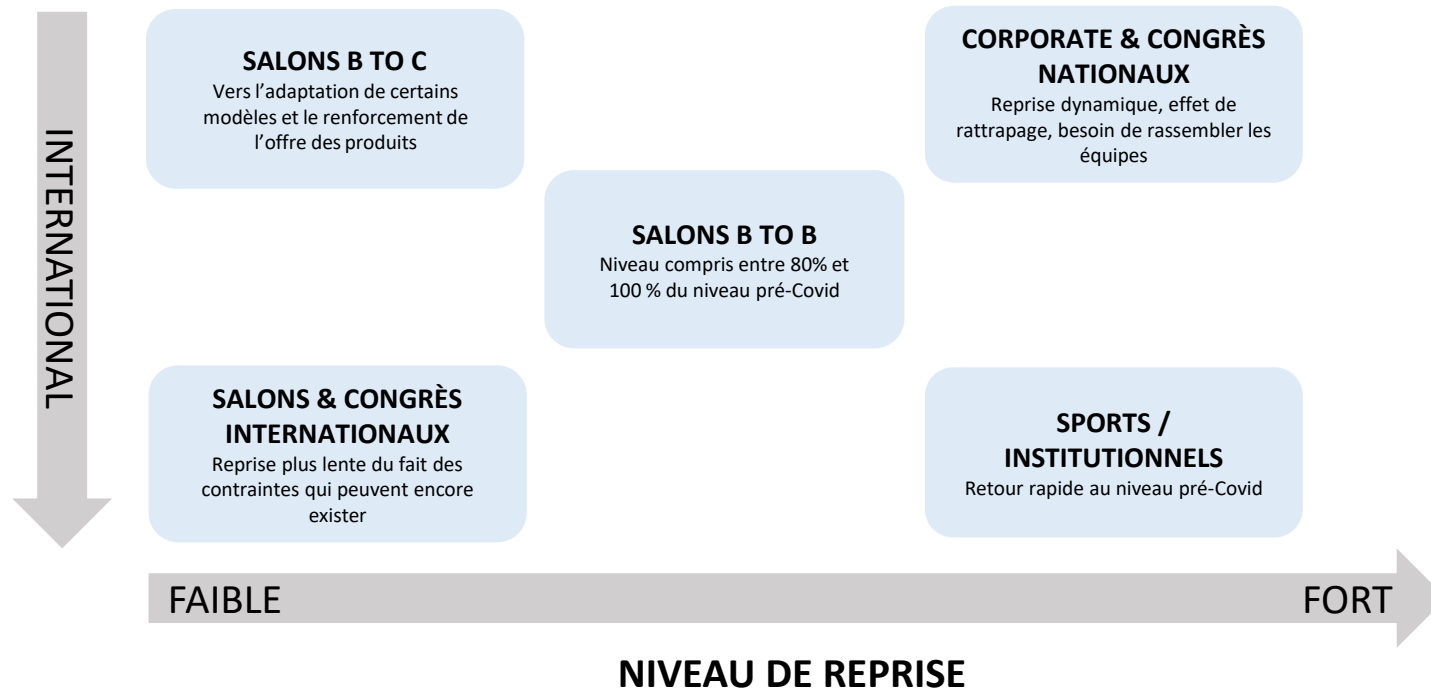 INTERNATIONAL
SALONS B TO C
Vers l’adaptation de certains
modèles et le renforcement de
l’offre des produits
CORPORATE & CONGRÈS
NATIONAUX
Reprise dynamique, effet de
rattrapage, besoin de rassembler les
équipes
SALONS B TO B
Niveau compris entre 80% et
100 % du niveau pré-Covid
SALONS & CONGRÈS
INTERNATIONAUX
Reprise plus lente du fait des
contraintes qui peuvent encore
exister
SPORTS /
INSTITUTIONNELS
Retour rapide au niveau pré-Covid
FAIBLE
FORT
NIVEAU DE REPRISE